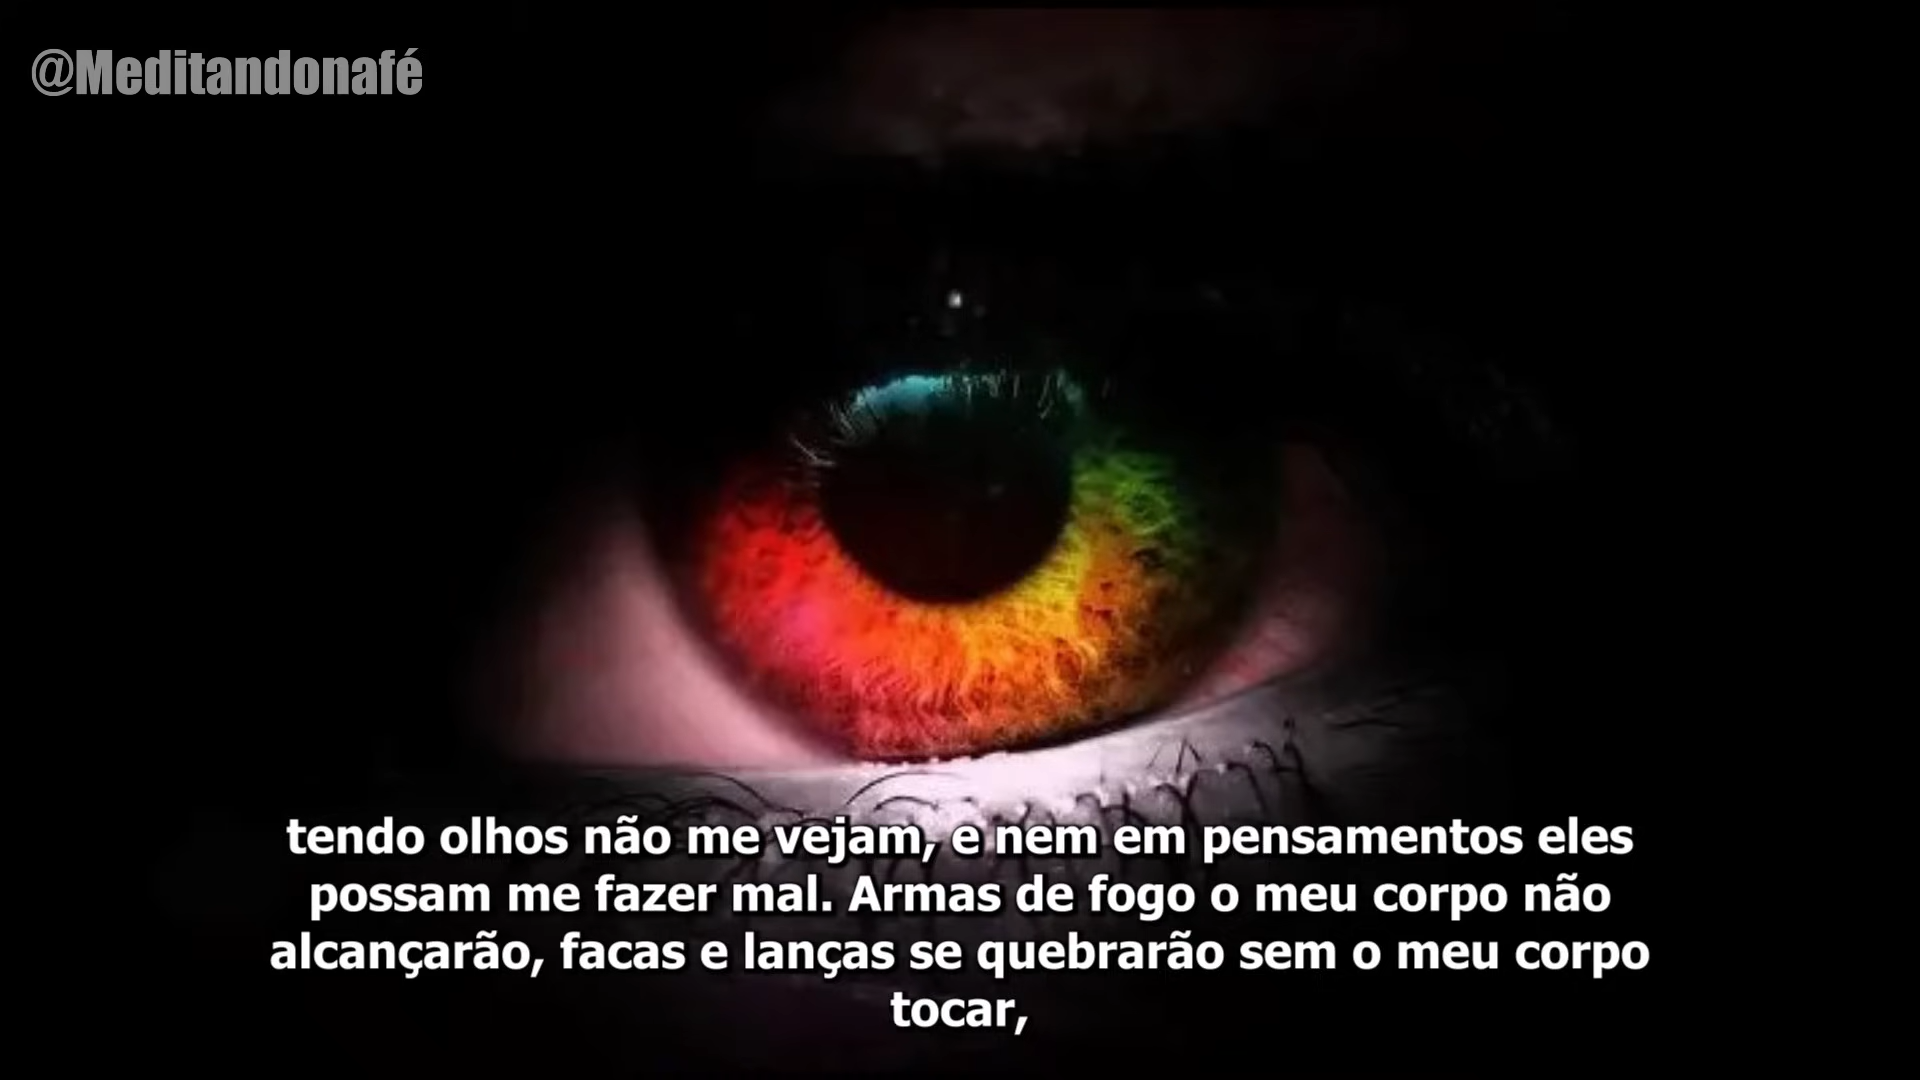 @Meditandonafé
tendo olhos não me vejam, e nem em pensamentos eles
possam me fazer mal. Armas de fogo o meu corpo não
alcançarão, facas e lanças se quebrarão sem o meu corpo
tocar,